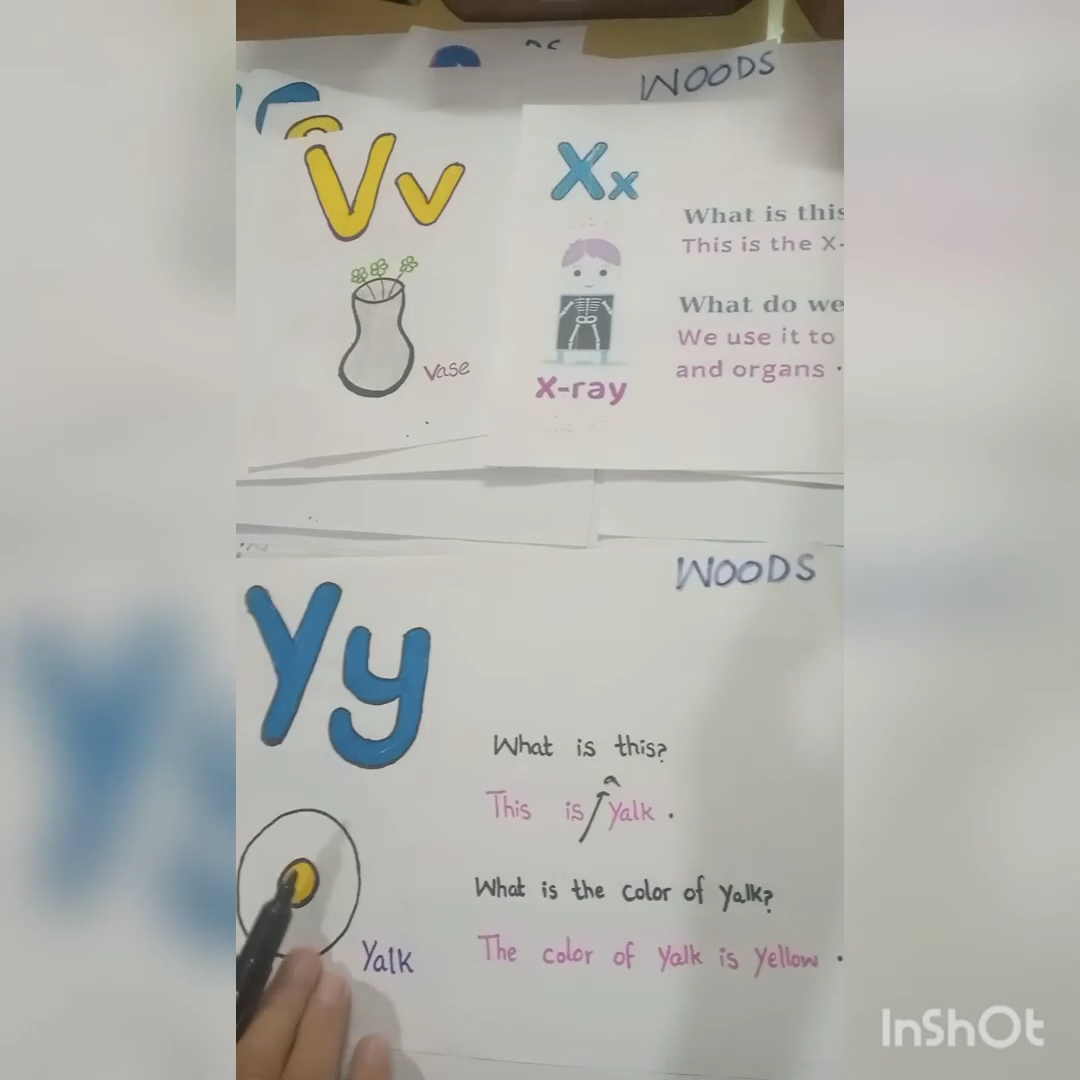 WOODS
Vv
Vase
Xx
What is this
This is the X-
What do we
We use it to
and organs .
X-ray
WOODS
Yy
What is this?
a
This is Yalk .
What is the color of Yalk?
The color of Yalk is Yellow .
Yalk
InShOt